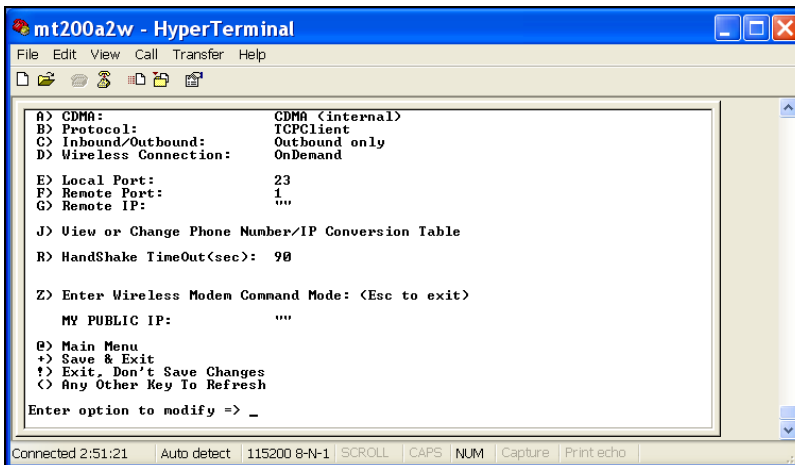 mt200a2w - HyperTerminal
File Edit View Call Transfer Help
A) CDMA: CDMA (internal)
B) Protocol: TCPClient
C) Inbound/Outbound: Outbound only
D) Wireless Connection: OnDemand
E) Local Port: 23
F) Remote Port: 1
G) Remote IP: ""
J) View or Change Phone Number/IP Conversion Table
R) HandShake TimeOut(sec): 90
Z) Enter Wireless Modem Command Mode: (Esc to exit)
MY PUBLIC IP: ""
@) Main Menu
+) Save & Exit
!) Exit, Don't Save Changes
<> Any Other Key To Refresh
Enter option to modify => _
Connected 2:51:21 Auto detect 115200 8-N-1 SCROLL CAPS NUM Capture Print echo